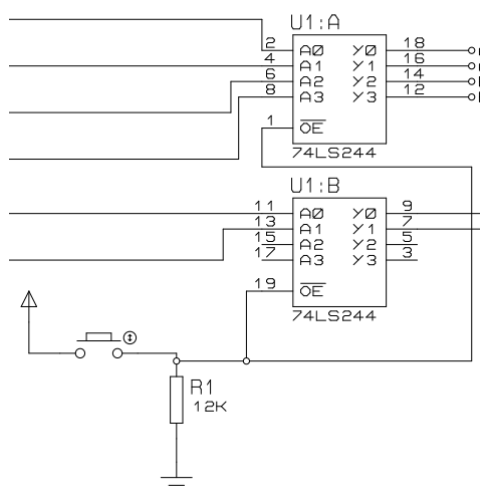 U1:A
2 A0 Y0 18
4 A1 Y1 16
6 A2 Y2 14
8 A3 Y3 12
1 OE
74LS244
U1:B
11 A0 Y0 9
13 A1 Y1 7
15 A2 Y2 5
17 A3 Y3 3
19 OE
74LS244
R1
12K